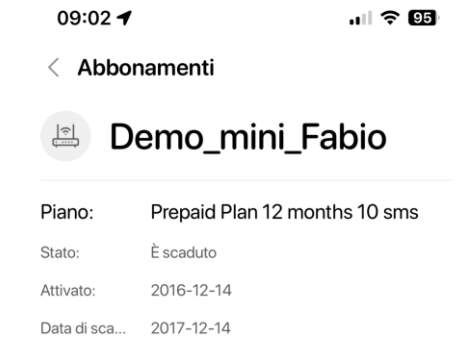 09:02
95
Abbonamenti
Demo_mini_Fabio
Piano: Prepaid Plan 12 months 10 sms
Stato: È scaduto
Attivato: 2016-12-14
Data di sca... 2017-12-14